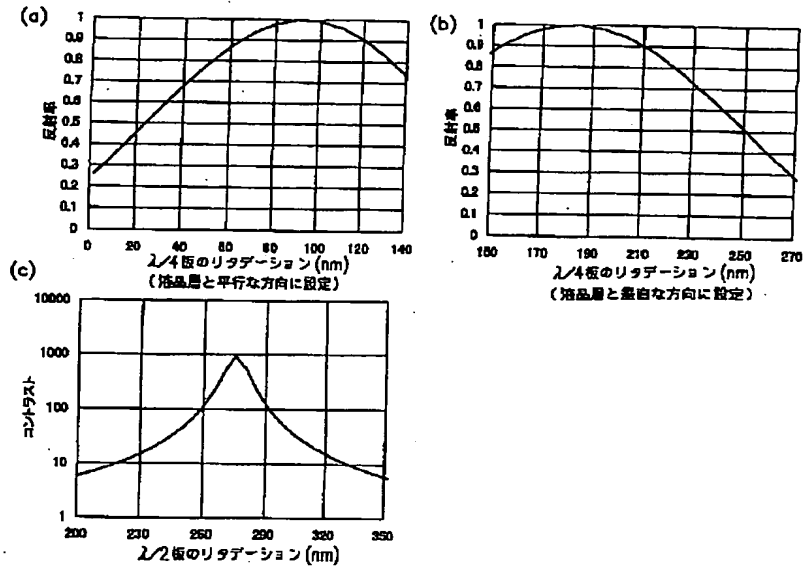 (a)
1
0.9
0.8
0.7
0.6
0.5
0.4
0.3
0.2
0.1
0
反射率
0 20 40 60 80 100 120 140
λ/4板のリタデーション(nm)
(液晶層と平行な方向に設定)
(b)
1
0.9
0.8
0.7
0.6
0.5
0.4
0.3
0.2
0.1
0
反射率
150 170 190 210 230 250 270
λ/4板のリタデーション(nm)
(液晶層と垂直な方向に設定)
(c)
10000
1000
100
10
1
コントラスト
200 230 260 290 320 350
λ/2板のリタデーション(nm)